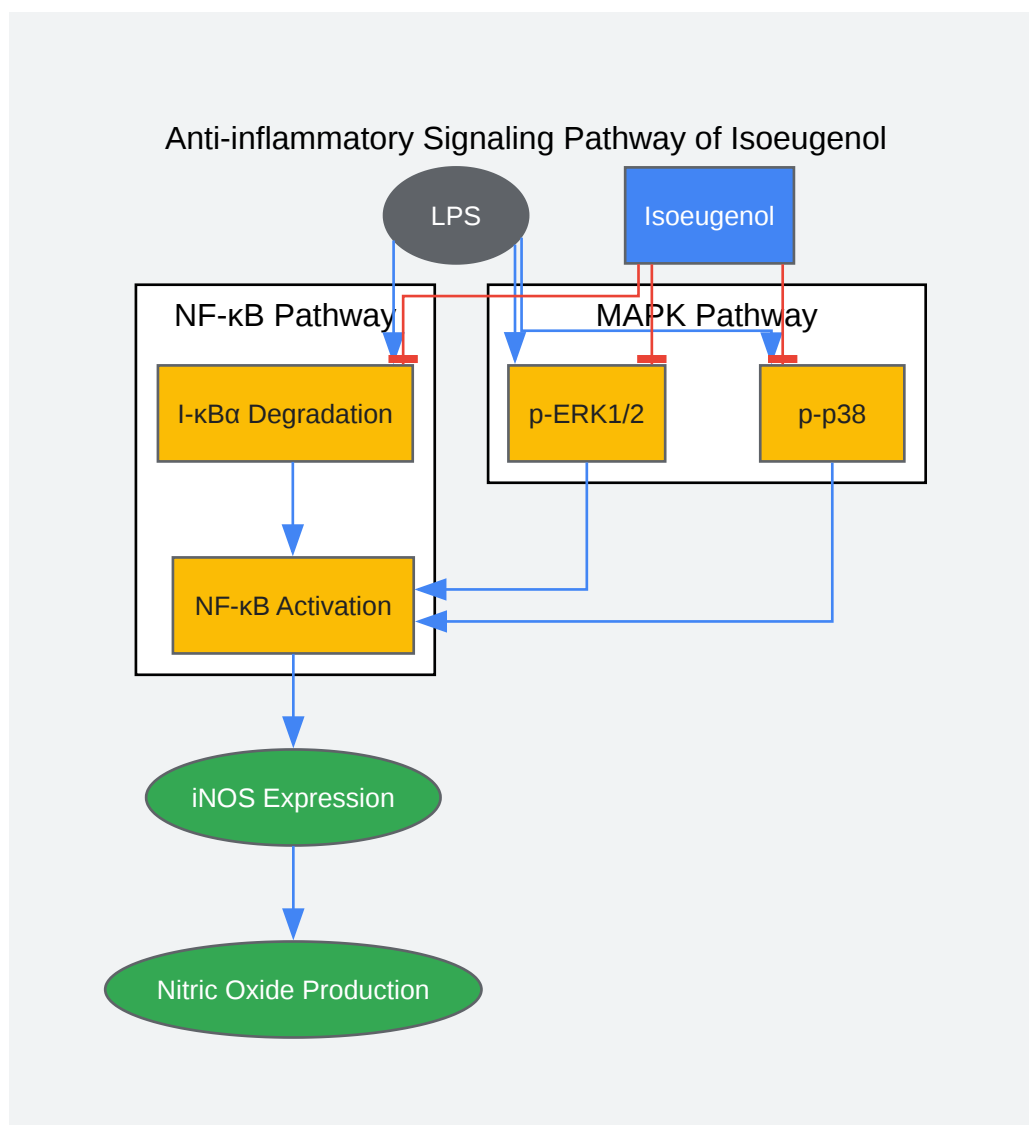 Anti-inflammatory Signaling Pathway of Isoeugenol
LPS
Isoeugenol
NF-κB Pathway
MAPK Pathway
I-κBα Degradation
p-ERK1/2
p-p38
NF-κB Activation
iNOS Expression
Nitric Oxide Production